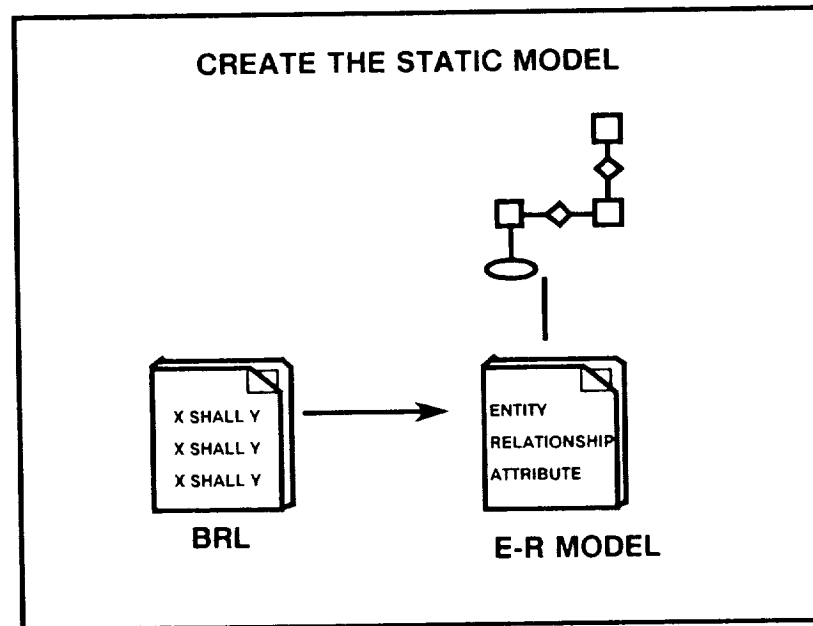 CREATE THE STATIC MODEL
X SHALL Y
X SHALL Y
X SHALL Y
BRL
ENTITY
RELATIONSHIP
ATTRIBUTE
E-R MODEL